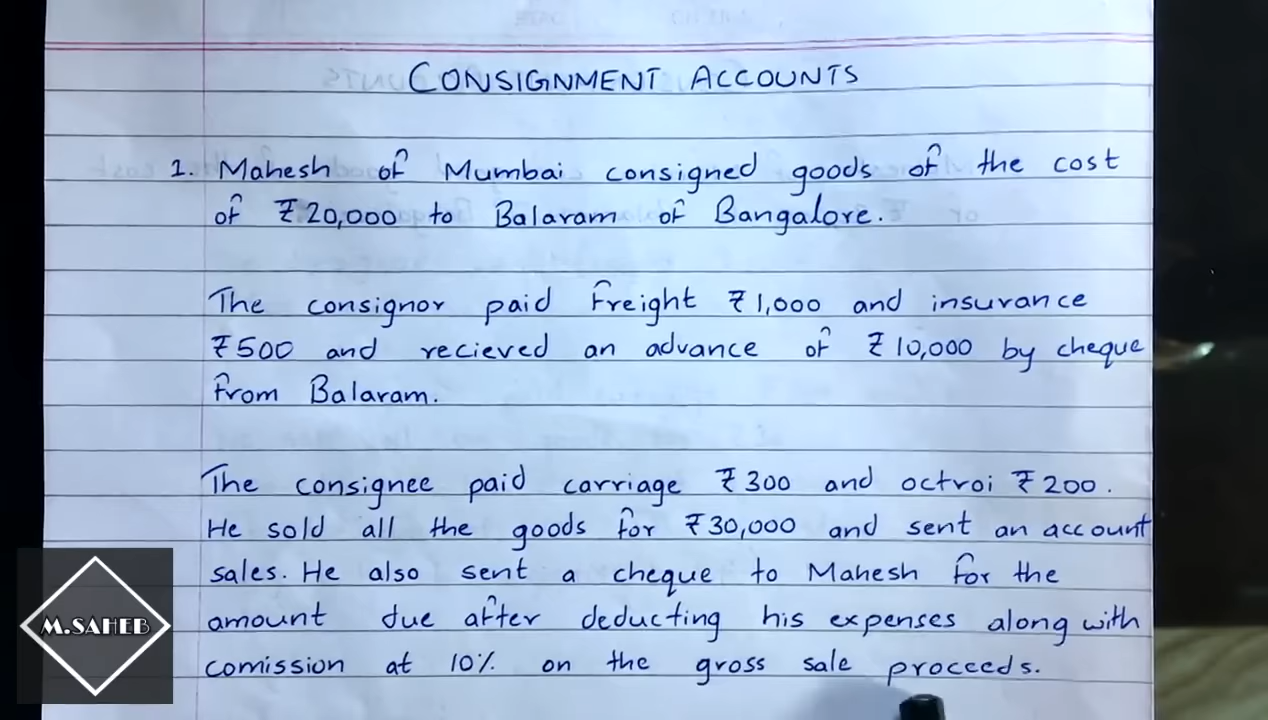 CONSIGNMENT ACCOUNTS
1. Mahesh of Mumbai consigned goods of the cost
of ₹20,000 to Balaram of Bangalore.
The consignor paid freight ₹1,000 and insurance
₹500 and recieved an advance of ₹10,000 by cheque
from Balaram.
The consignee paid carriage ₹300 and octroi ₹200.
He sold all the goods for ₹30,000 and sent an account
sales. He also sent a cheque to Mahesh for the
amount due after deducting his expenses along with
comission at 10% on the gross sale proceeds.
M.SAHEB